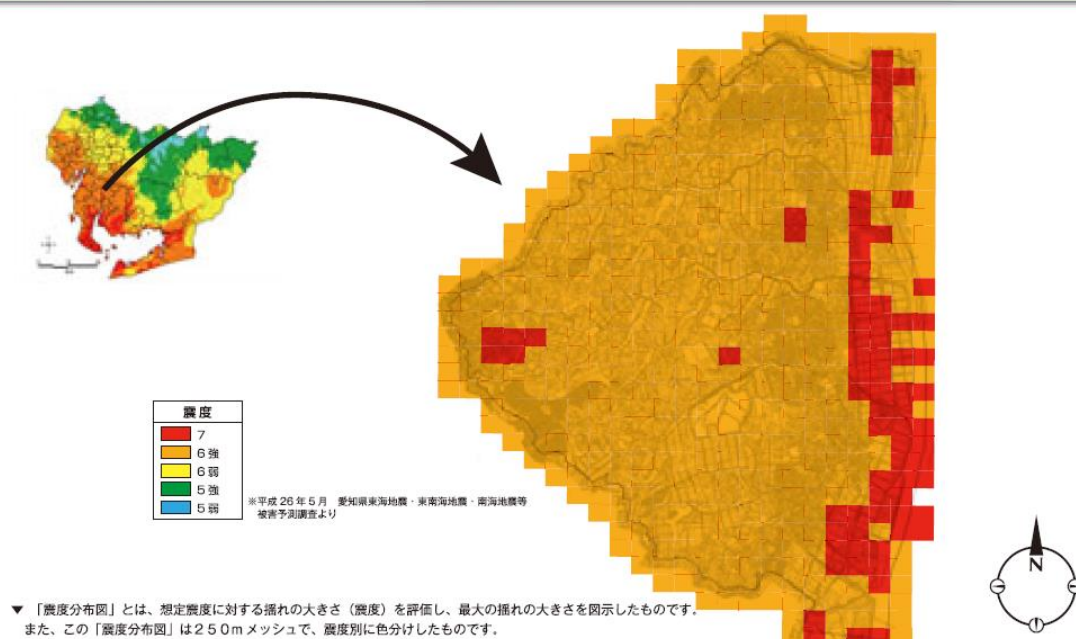 震度
7
6強
6弱
5強
5弱
※平成26年5月　愛知県東海地震・東南海地震・南海地震等
被害予測調査より
N
▼ 「震度分布図」とは、想定震度に対する揺れの大きさ（震度）を評価し、最大の揺れの大きさを図示したものです。
また、この「震度分布図」は250mメッシュで、震度別に色分けしたものです。